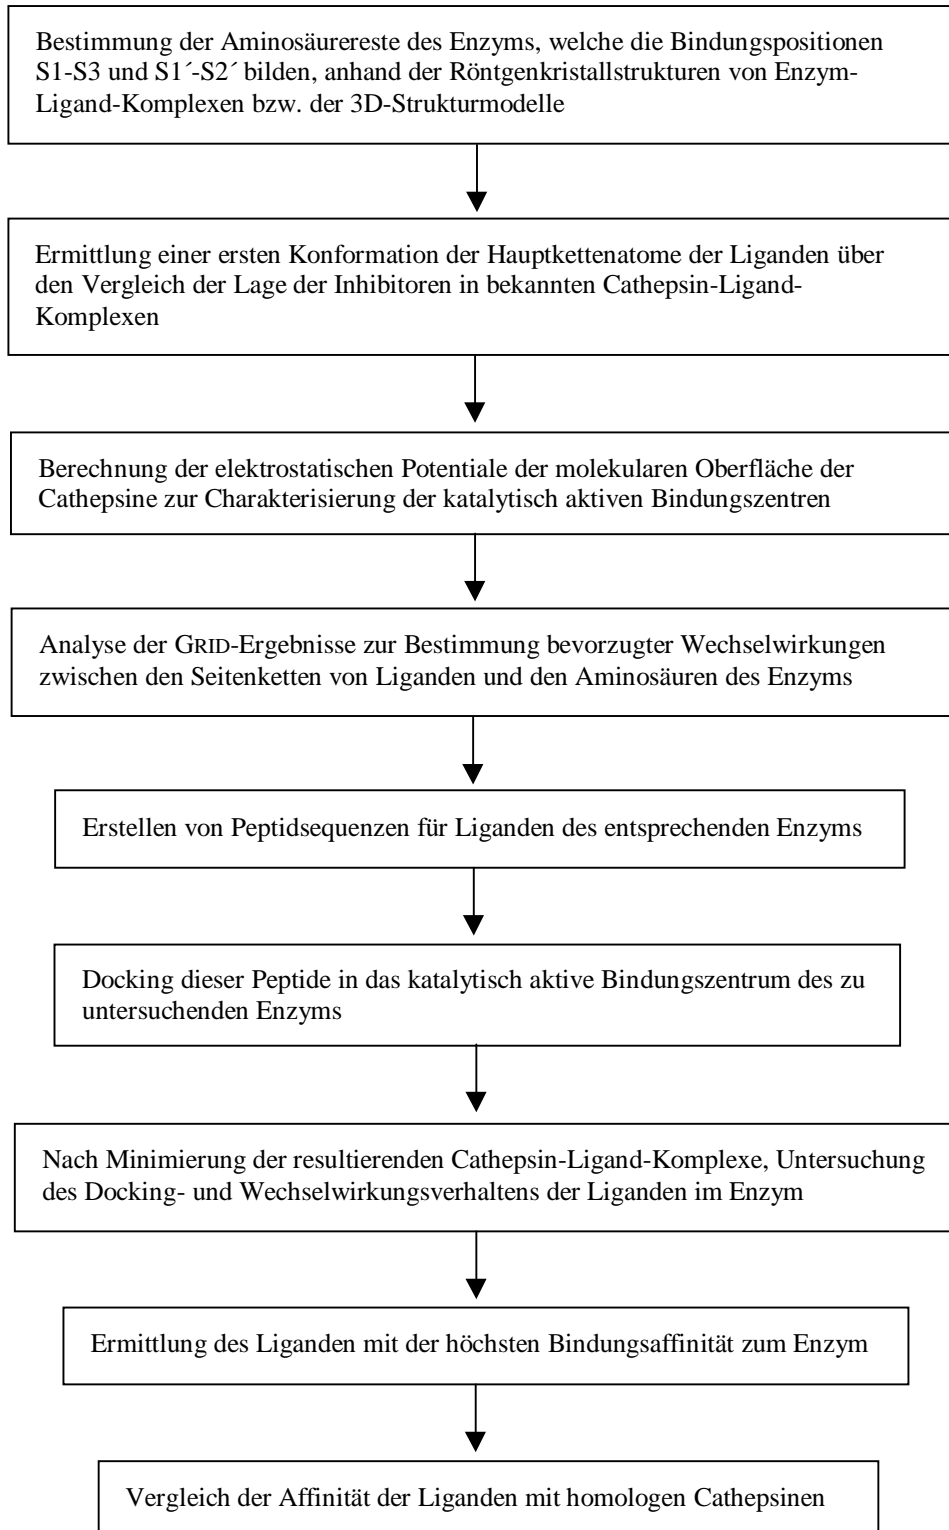 Bestimmung der Aminosäurereste des Enzyms, welche die Bindungspositionen
S1-S3 und S1´-S2´ bilden, anhand der Röntgenkristallstrukturen von Enzym-
Ligand-Komplexen bzw. der 3D-Strukturmodelle
Ermittlung einer ersten Konformation der Hauptkettenatome der Liganden über
den Vergleich der Lage der Inhibitoren in bekannten Cathepsin-Ligand-
Komplexen
Berechnung der elektrostatischen Potentiale der molekularen Oberfläche der
Cathepsine zur Charakterisierung der katalytisch aktiven Bindungszentren
Analyse der GRID-Ergebnisse zur Bestimmung bevorzugter Wechselwirkungen
zwischen den Seitenketten von Liganden und den Aminosäuren des Enzyms
Erstellen von Peptidsequenzen für Liganden des entsprechenden Enzyms
Docking dieser Peptide in das katalytisch aktive Bindungszentrum des zu
untersuchenden Enzyms
Nach Minimierung der resultierenden Cathepsin-Ligand-Komplexe, Untersuchung
des Docking- und Wechselwirkungsverhaltens der Liganden im Enzym
Ermittlung des Liganden mit der höchsten Bindungsaffinität zum Enzym
Vergleich der Affinität der Liganden mit homologen Cathepsinen